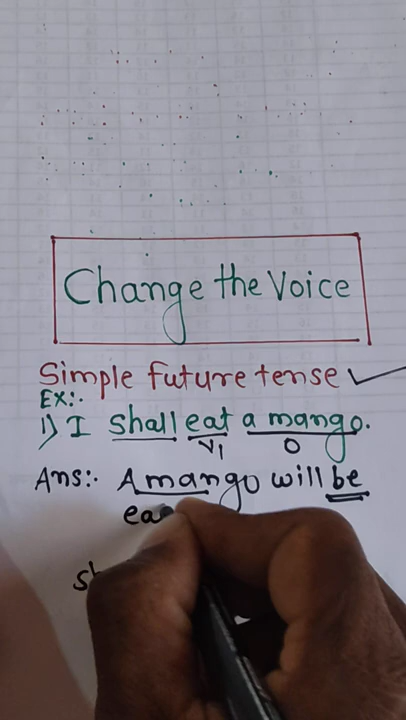 Change the Voice
Simple future tense
Ex:-
1) I shall eat a mango.
V1 O
Ans:- A mango will be